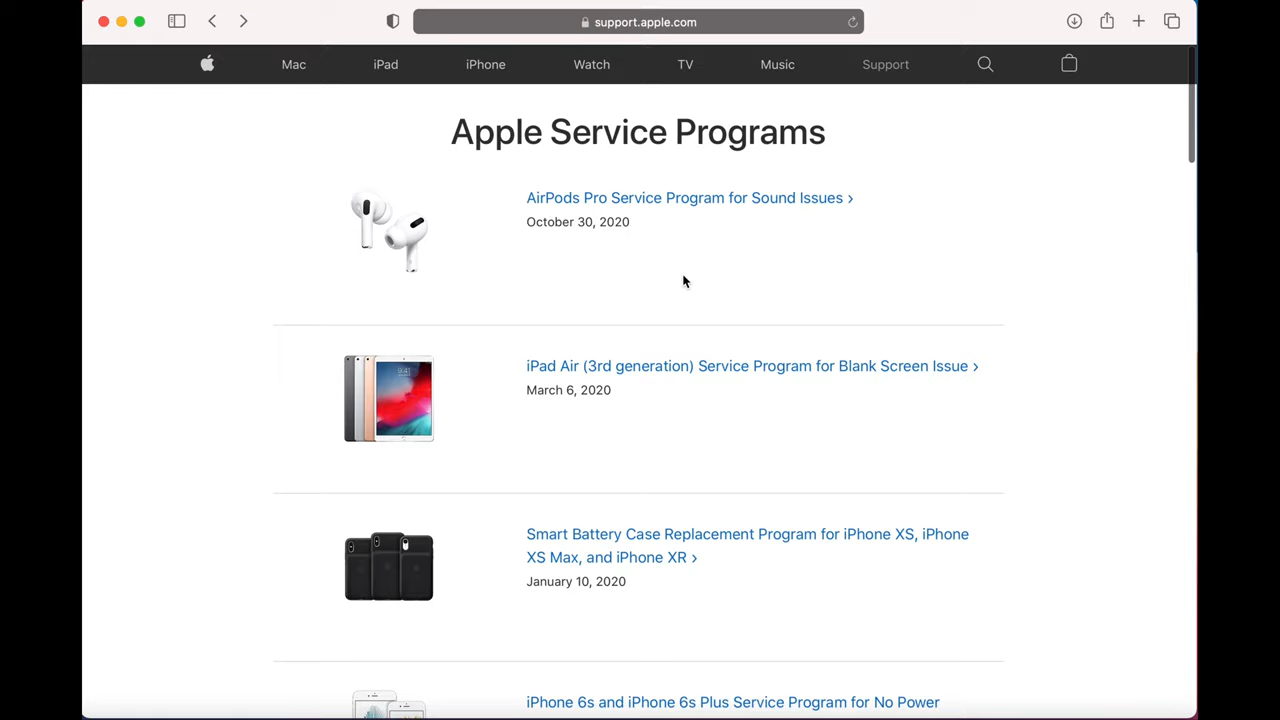 support.apple.com
Mac iPad iPhone Watch TV Music Support
Apple Service Programs
AirPods Pro Service Program for Sound Issues ›
October 30, 2020
iPad Air (3rd generation) Service Program for Blank Screen Issue ›
March 6, 2020
Smart Battery Case Replacement Program for iPhone XS, iPhone
XS Max, and iPhone XR ›
January 10, 2020
iPhone 6s and iPhone 6s Plus Service Program for No Power